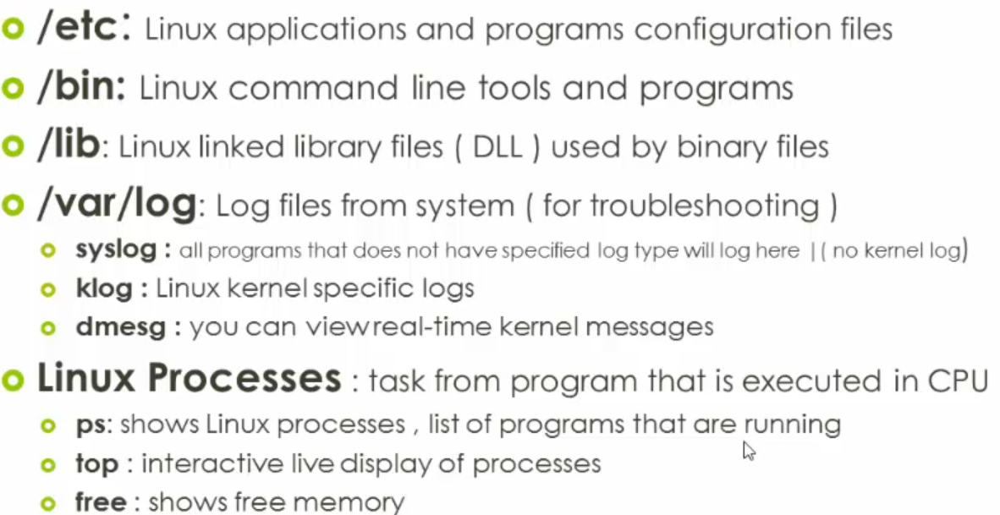 /etc: Linux applications and programs configuration files
/bin: Linux command line tools and programs
/lib: Linux linked library files ( DLL ) used by binary files
/var/log: Log files from system ( for troubleshooting )
syslog : all programs that does not have specified log type will log here | ( no kernel log)
klog : Linux kernel specific logs
dmesg : you can view real-time kernel messages
Linux Processes : task from program that is executed in CPU
ps: shows Linux processes , list of programs that are running
top : interactive live display of processes
free : shows free memory